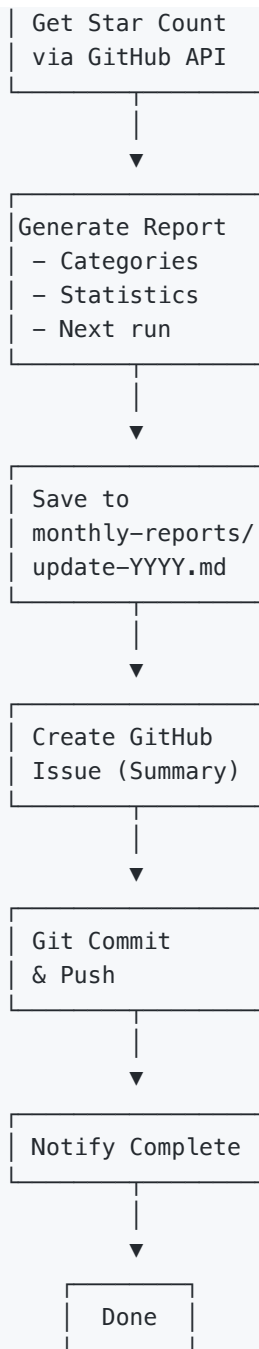 Get Star Count
via GitHub API
Generate Report
- Categories
- Statistics
- Next run
Save to
monthly-reports/
update-YYYY.md
Create GitHub
Issue (Summary)
Git Commit
& Push
Notify Complete
Done